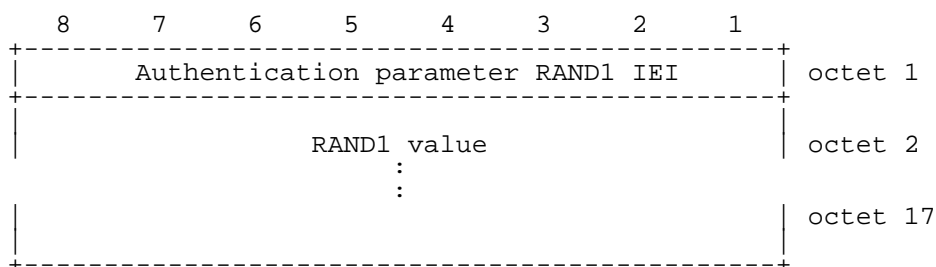 8 7 6 5 4 3 2 1
+-----------------------------------------------+
| Authentication parameter RAND1 IEI | octet 1
+-----------------------------------------------+
| |
| RAND1 value | octet 2
:
:
| | octet 17
| |
+-----------------------------------------------+